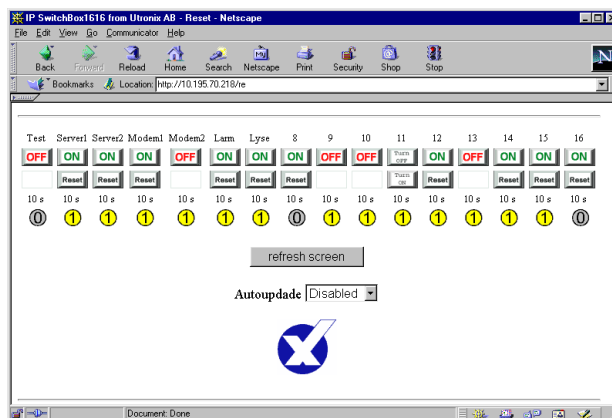 IP SwitchBox1616 from Utronix AB - Reset - Netscape
File Edit View Go Communicator Help
Back Forward Reload Home Search Netscape Print Security Shop Stop
N
Bookmarks Location: http://10.195.70.218/re
Test Server1 Server2 Modem1 Modem2 Larm Lyse 8 9 10 11 12 13 14 15 16
OFF ON ON ON OFF ON ON ON OFF OFF Turn OFF ON OFF ON ON ON
Reset Reset Reset Reset Reset Reset Turn ON Reset Reset Reset Reset
10 s 10 s 10 s 10 s 10 s 10 s 10 s 10 s 10 s 10 s 10 s 10 s 10 s 10 s 10 s 10 s
0 1 1 1 1 1 1 0 1 1 1 1 1 1 1 0
refresh screen
Autoupdade Disabled
x
Document: Done